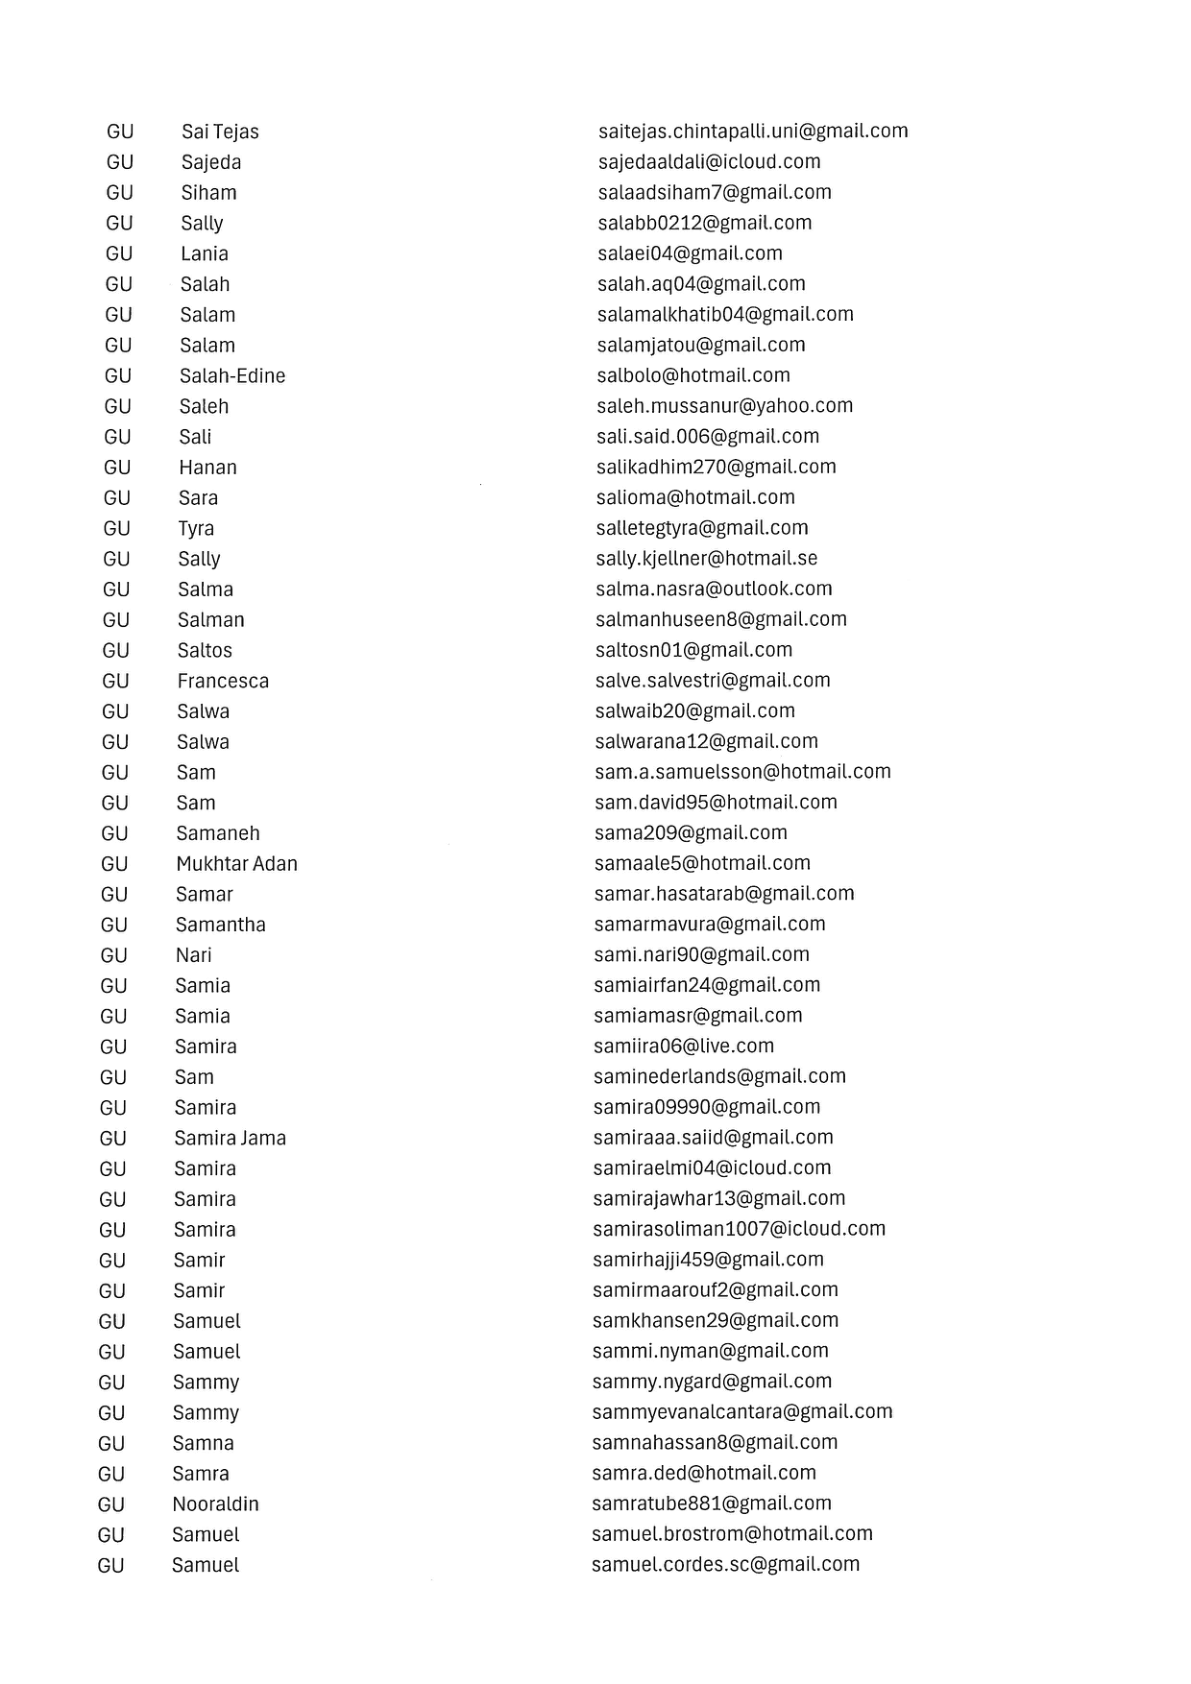 GU Sai Tejas saitejas.chintapalli.uni@gmail.com
GU Sajeda sajedaaldali@icloud.com
GU Siham salaadsiham7@gmail.com
GU Sally salabb0212@gmail.com
GU Lania salaei04@gmail.com
GU Salah salah.aq04@gmail.com
GU Salam salamalkhatib04@gmail.com
GU Salam salamjatou@gmail.com
GU Salah-Edine salbolo@hotmail.com
GU Saleh saleh.mussanur@yahoo.com
GU Sali sali.said.006@gmail.com
GU Hanan salikadhim270@gmail.com
GU Sara salioma@hotmail.com
GU Tyra salletegtyra@gmail.com
GU Sally sally.kjellner@hotmail.se
GU Salma salma.nasra@outlook.com
GU Salman salmanhuseen8@gmail.com
GU Saltos saltosn01@gmail.com
GU Francesca salve.salvestri@gmail.com
GU Salwa salwaib20@gmail.com
GU Salwa salwarana12@gmail.com
GU Sam sam.a.samuelsson@hotmail.com
GU Sam sam.david95@hotmail.com
GU Samaneh sama209@gmail.com
GU Mukhtar Adan samaale5@hotmail.com
GU Samar samar.hasatarab@gmail.com
GU Samantha samarmavura@gmail.com
GU Nari sami.nari90@gmail.com
GU Samia samiairfan24@gmail.com
GU Samia samiamasr@gmail.com
GU Samira samiira06@live.com
GU Sam saminederlands@gmail.com
GU Samira samira09990@gmail.com
GU Samira Jama samiraaa.saiid@gmail.com
GU Samira samiraelmi04@icloud.com
GU Samira samirajawhar13@gmail.com
GU Samira samirasoliman1007@icloud.com
GU Samir samirhajji459@gmail.com
GU Samir samirmaarouf2@gmail.com
GU Samuel samkhansen29@gmail.com
GU Samuel sammi.nyman@gmail.com
GU Sammy sammy.nygard@gmail.com
GU Sammy sammyevanalcantara@gmail.com
GU Samna samnahassan8@gmail.com
GU Samra samra.ded@hotmail.com
GU Nooraldin samratube881@gmail.com
GU Samuel samuel.brostrom@hotmail.com
GU Samuel samuel.cordes.sc@gmail.com